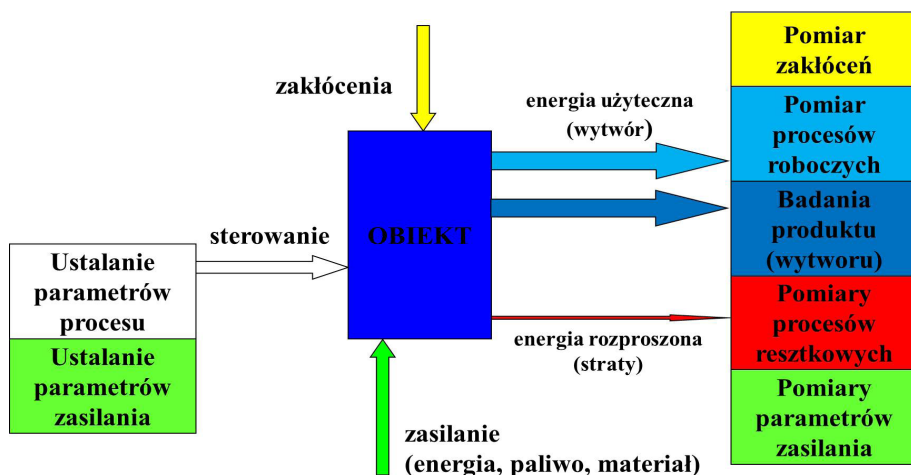 zakłócenia
sterowanie
Ustalanie
parametrów
procesu
Ustalanie
parametrów
zasilania
OBIEKT
zasilanie
(energia, paliwo, materiał)
energia użyteczna
(wytwór)
energia rozproszona
(straty)
Pomiar
zakłóceń
Pomiar
procesów
roboczych
Badania
produktu
(wytworu)
Pomiary
procesów
resztkowych
Pomiary
parametrów
zasilania